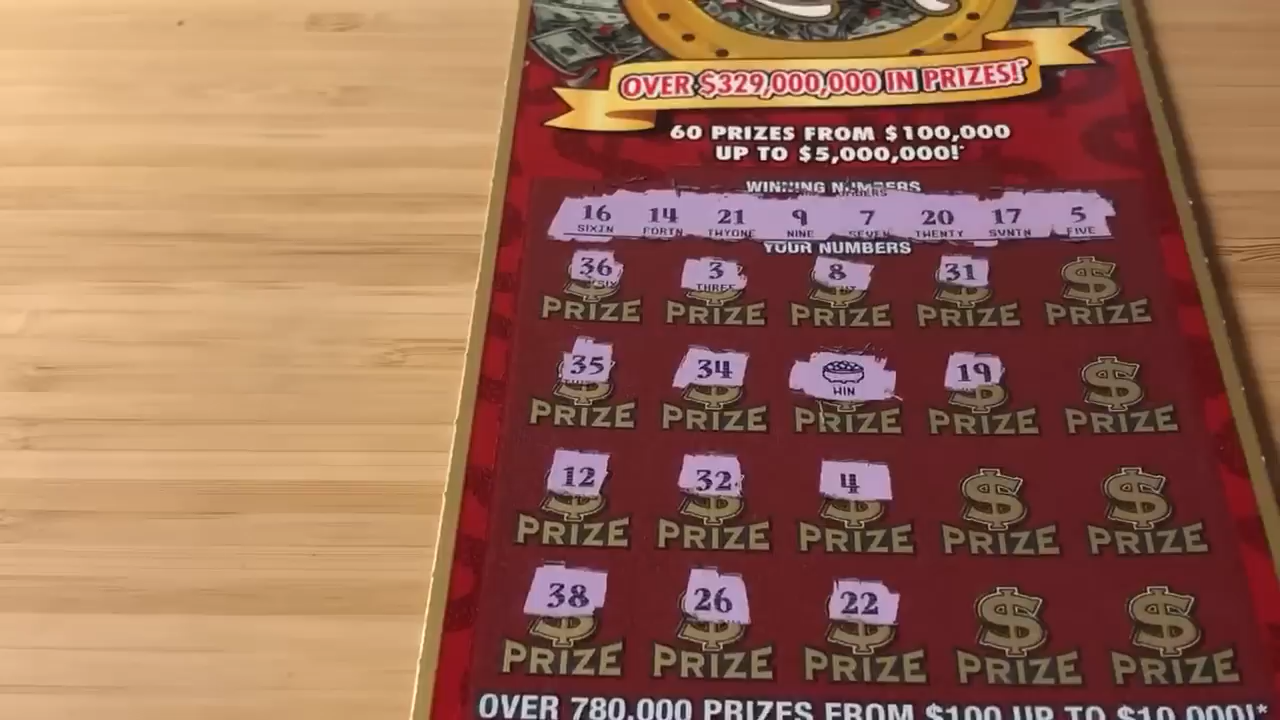 OVER $329,000,000 IN PRIZES!*
60 PRIZES FROM $100,000
UP TO $5,000,000!*
WINNING NUMBERS
16 14 21 9 7 20 17 5
SIXTN FORTN TWYONE NINE SEVEN TWENTY SVNTN FIVE
YOUR NUMBERS
36 3 8 31
THREE
PRIZE PRIZE PRIZE PRIZE PRIZE
35 34 19
WIN
PRIZE PRIZE PRIZE PRIZE PRIZE
12 32 4
PRIZE PRIZE PRIZE PRIZE PRIZE
38 26 22
PRIZE PRIZE PRIZE PRIZE PRIZE
OVER 780,000 PRIZES FROM $100 UP TO $10,000!*